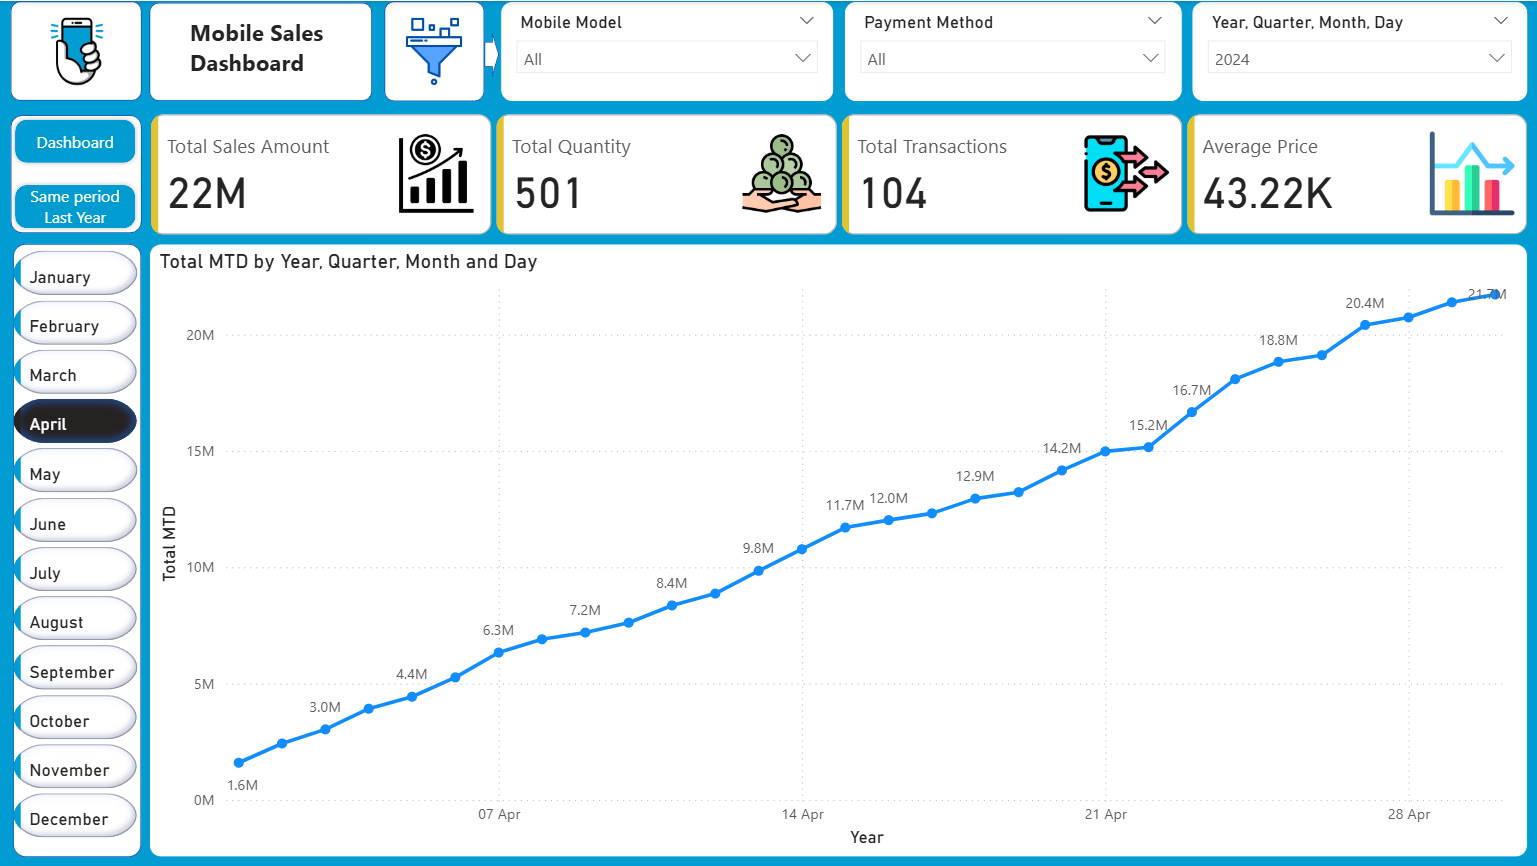 Mobile Sales
Dashboard
Mobile Model
All
Payment Method
All
Year, Quarter, Month, Day
2024
Dashboard
Same period
Last Year
Total Sales Amount
22M
Total Quantity
501
Total Transactions
104
Average Price
43.22K
January
February
March
April
May
June
July
August
September
October
November
December
Total MTD by Year, Quarter, Month and Day
Total MTD
20M
15M
10M
5M
0M
1.6M
3.0M
4.4M
6.3M
7.2M
8.4M
9.8M
11.7M
12.0M
12.9M
14.2M
15.2M
16.7M
18.8M
20.4M
21.7M
07 Apr
14 Apr
21 Apr
28 Apr
Year